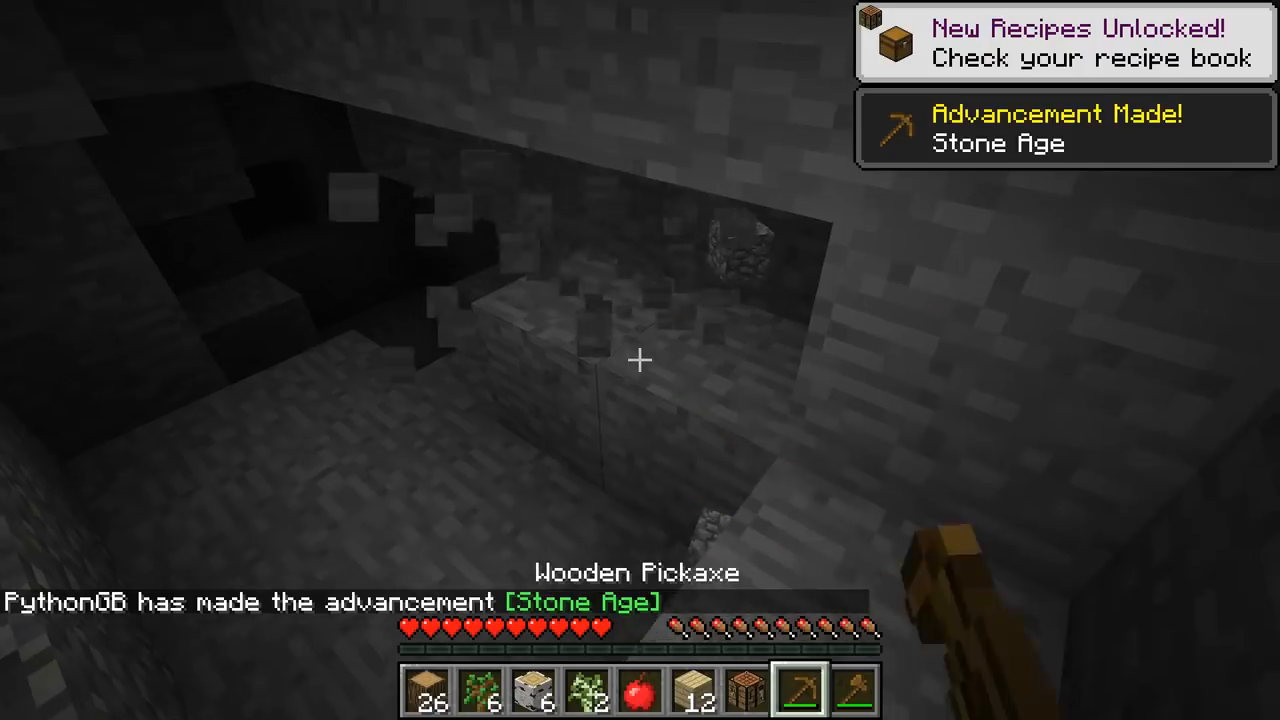 New Recipes Unlocked!
Check your recipe book
Advancement Made!
Stone Age
Wooden Pickaxe
PythonGB has made the advancement [Stone Age]
26 6 6 2 12